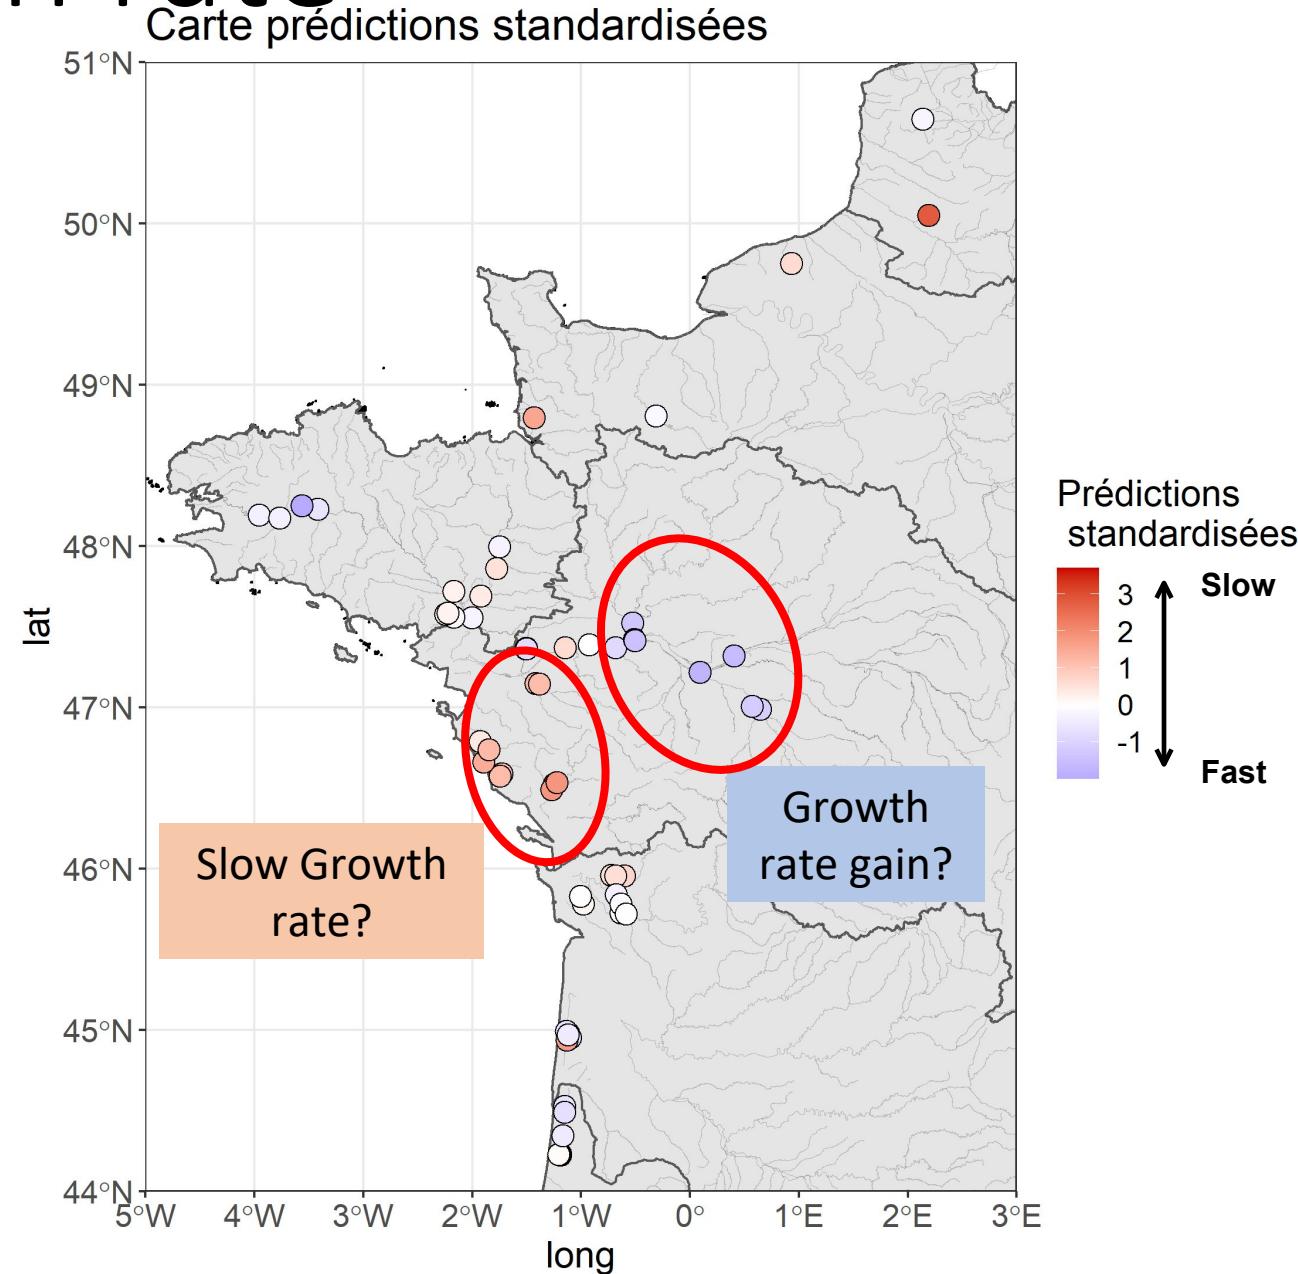 Carte prédictions standardisées
51°N
50°N
49°N
48°N
47°N
46°N
45°N
44°N
lat
5°W
4°W
3°W
2°W
1°W
0°
1°E
2°E
3°E
long
Slow Growth
rate?
Growth
rate gain?
Prédictions
standardisées
3
2
1
0
-1
Slow
Fast